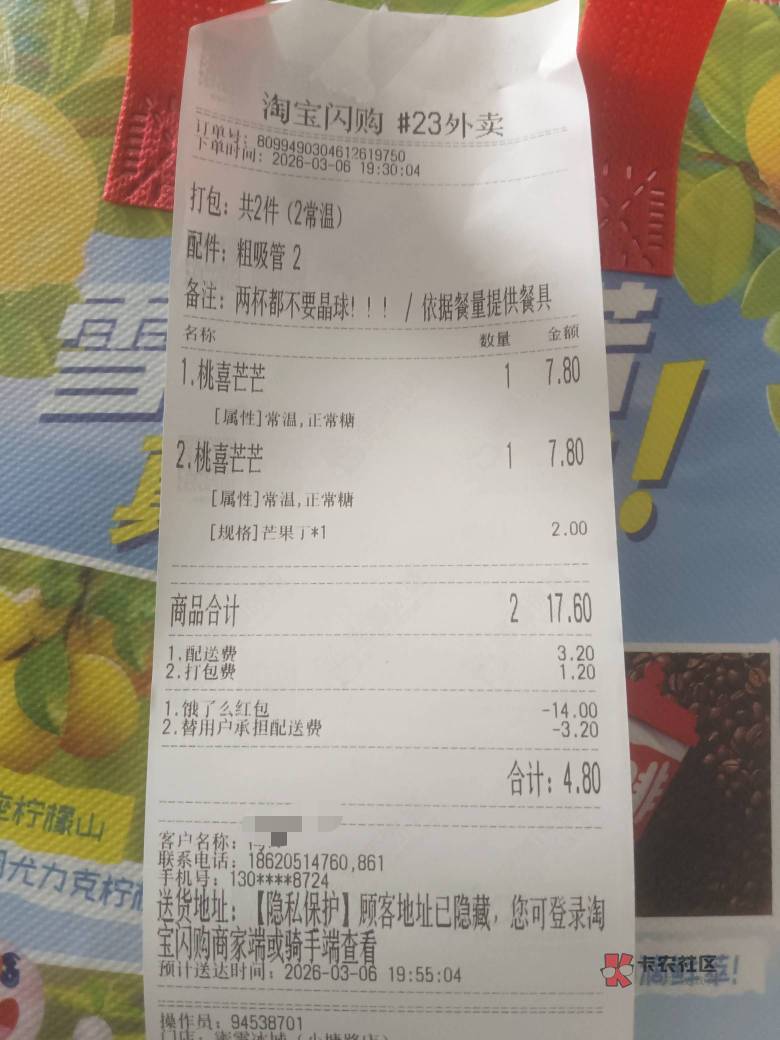 淘宝闪购 #23外卖
订单号: 8099490304612619750
下单时间: 2026-03-06 19:30:04
打包: 共2件 (2常温)
配件: 粗吸管 2
备注: 两杯都不要晶球! ! ! / 依据餐量提供餐具
名称 数量 金额
1.桃喜芒芒 1 7.80
[属性]常温,正常糖
2.桃喜芒芒 1 7.80
[属性]常温,正常糖
[规格]芒果丁*1 2.00
商品合计 2 17.60
1.配送费 3.20
2.打包费 1.20
1.饿了么红包 -14.00
2.替用户承担配送费 -3.20
合计: 4.80
客户名称:
联系电话: 18620514760,861
手机号: 130****8724
送货地址: 【隐私保护】顾客地址已隐藏, 您可登录淘
宝闪购商家端或骑手端查看
预计送达时间: 2026-03-06 19:55:04
操作员: 94538701
雪
!
柠檬山
尤力克柠
卡农社区